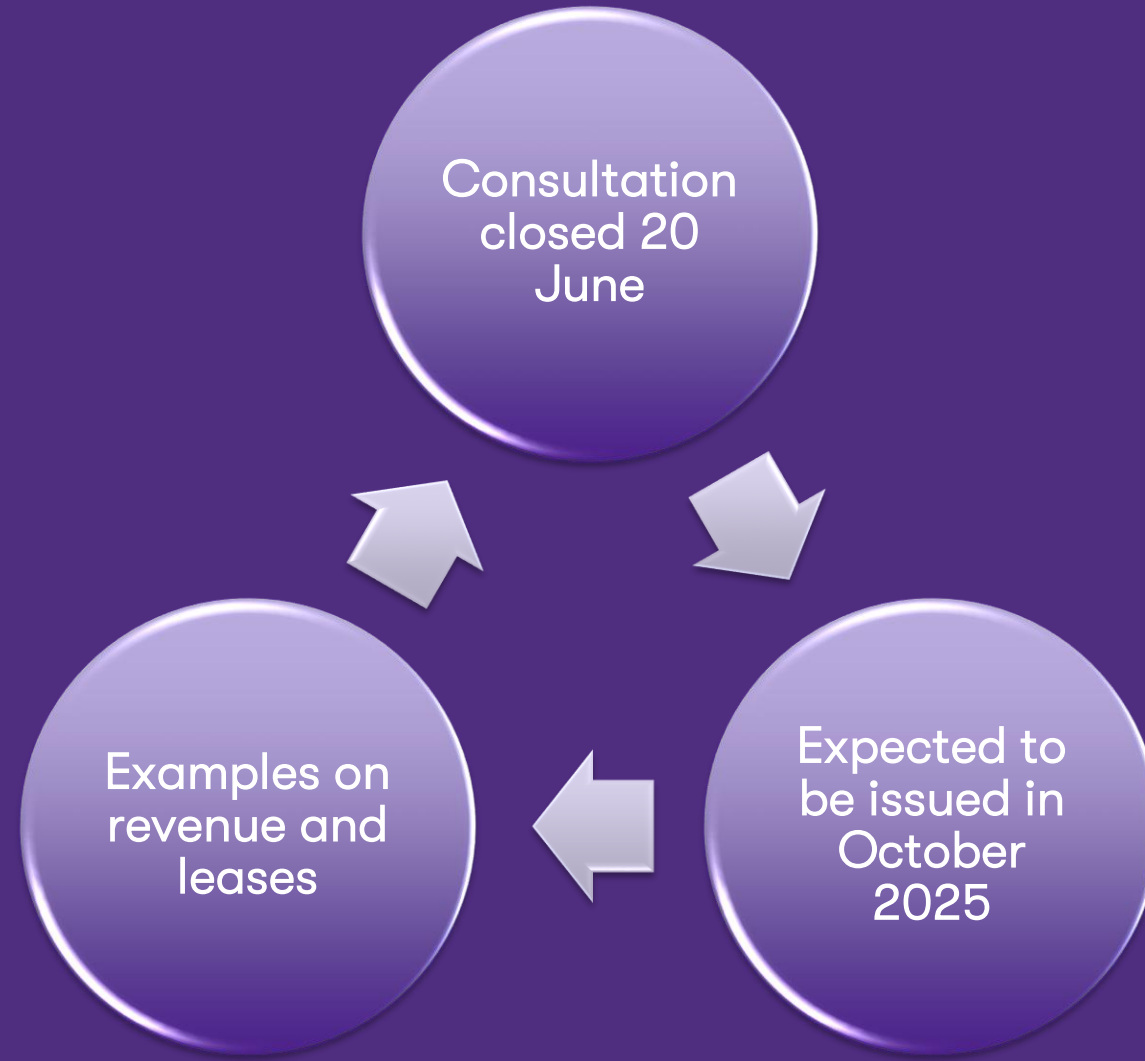 Consultation
closed 20
June
Expected to
be issued in
October
2025
Examples on
revenue and
leases